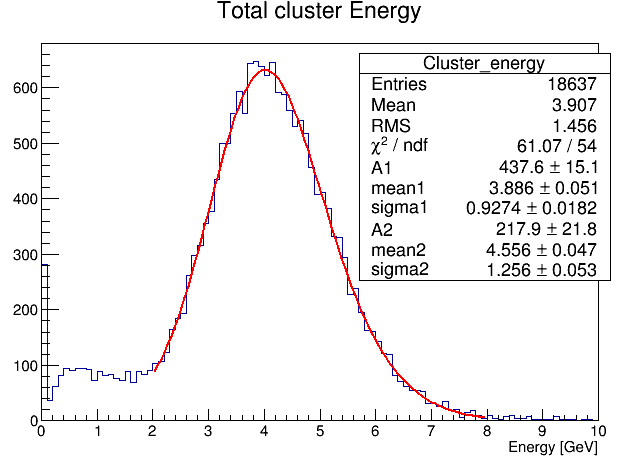 Total cluster Energy
Cluster_energy
Entries 18637
Mean 3.907
RMS 1.456
χ² / ndf 61.07 / 54
A1 437.6 ± 15.1
mean1 3.886 ± 0.051
sigma1 0.9274 ± 0.0182
A2 217.9 ± 21.8
mean2 4.556 ± 0.047
sigma2 1.256 ± 0.053
600
500
400
300
200
100
0
0 1 2 3 4 5 6 7 8 9 10
Energy [GeV]